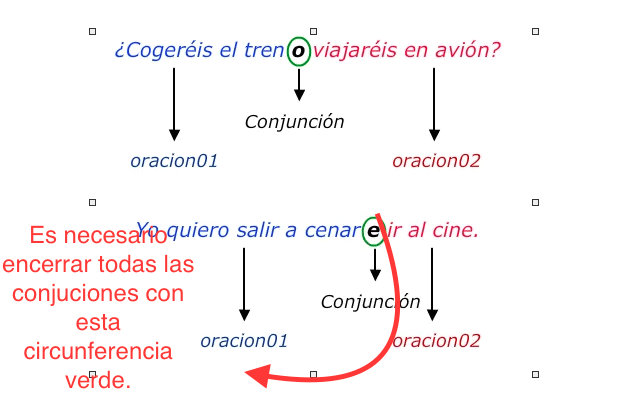 ¿Cogeréis el tren o viajaréis en avión?
Conjunción
oracion01
oracion02
Yo quiero salir a cenar e ir al cine.
Conjunción
oracion01
oracion02
Es necesario
encerrar todas las
conjuciones con
esta
circunferencia
verde.